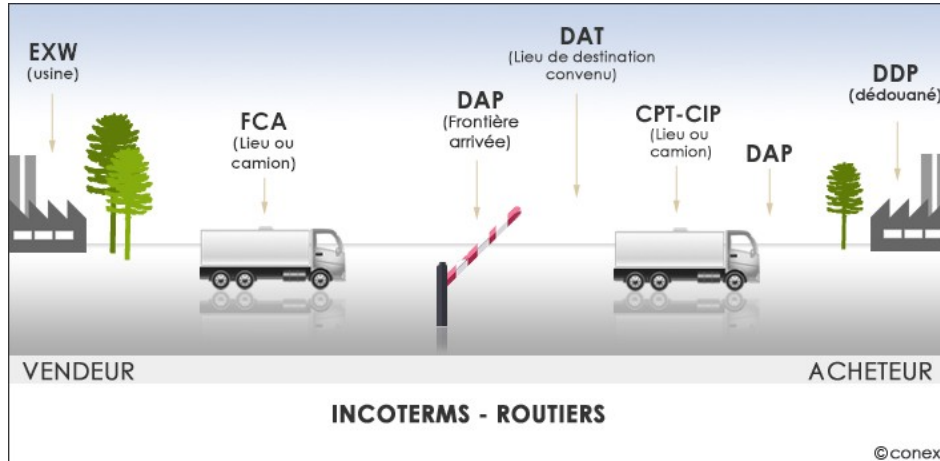 EXW
(usine)
FCA
(Lieu ou
camion)
DAP
(Frontière
arrivée)
DAT
(Lieu de destination
convenu)
CPT-CIP
(Lieu ou
camion)
DAP
DDP
(dédouané)
VENDEUR
ACHETEUR
INCOTERMS - ROUTIERS
©conex